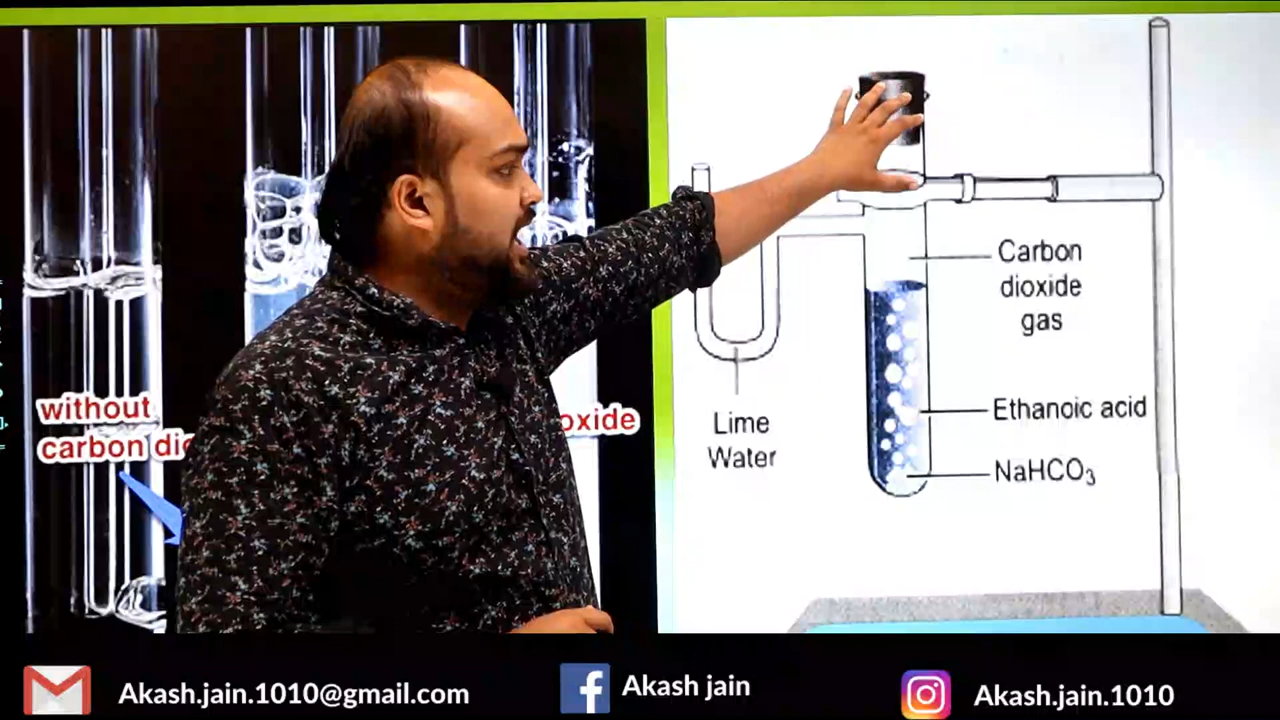 without
carbon dio
oxide
Carbon
dioxide
gas
Ethanoic acid
NaHCO₃
Lime
Water
Akash.jain.1010@gmail.com
Akash jain
Akash.jain.1010